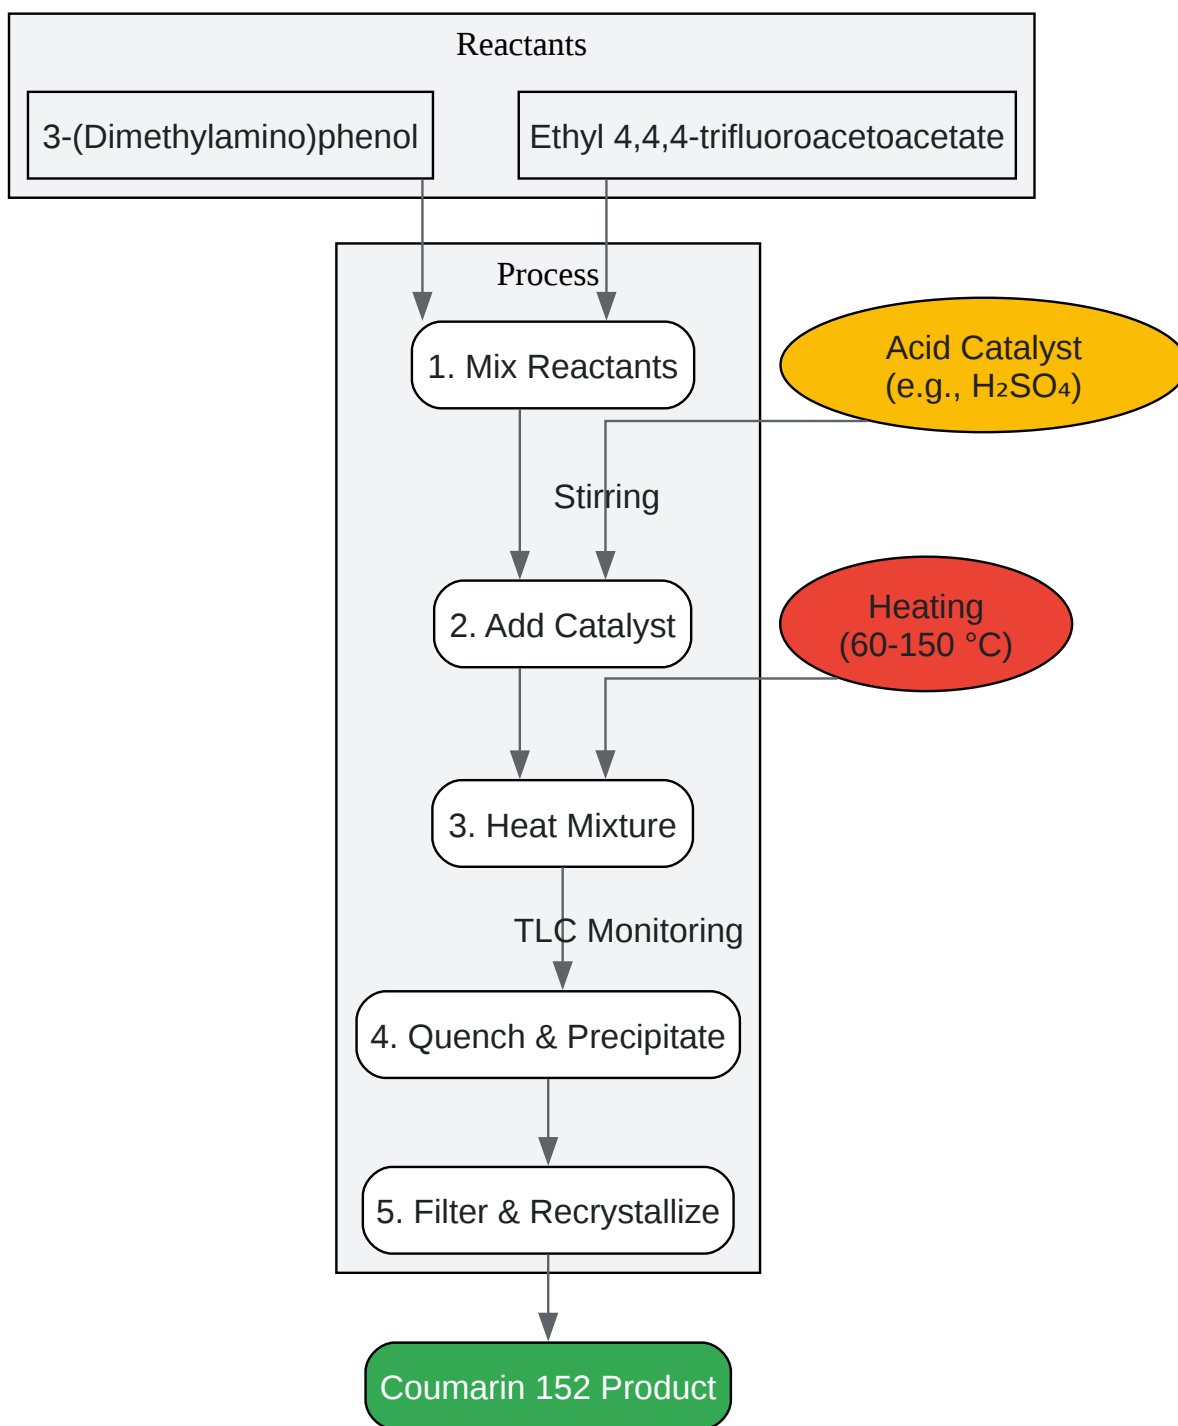 Reactants
3-(Dimethylamino)phenol
Ethyl 4,4,4-trifluoroacetoacetate
Process
1. Mix Reactants
Acid Catalyst
(e.g., H₂SO₄)
Stirring
2. Add Catalyst
Heating
(60-150 °C)
3. Heat Mixture
TLC Monitoring
4. Quench & Precipitate
5. Filter & Recrystallize
Coumarin 152 Product